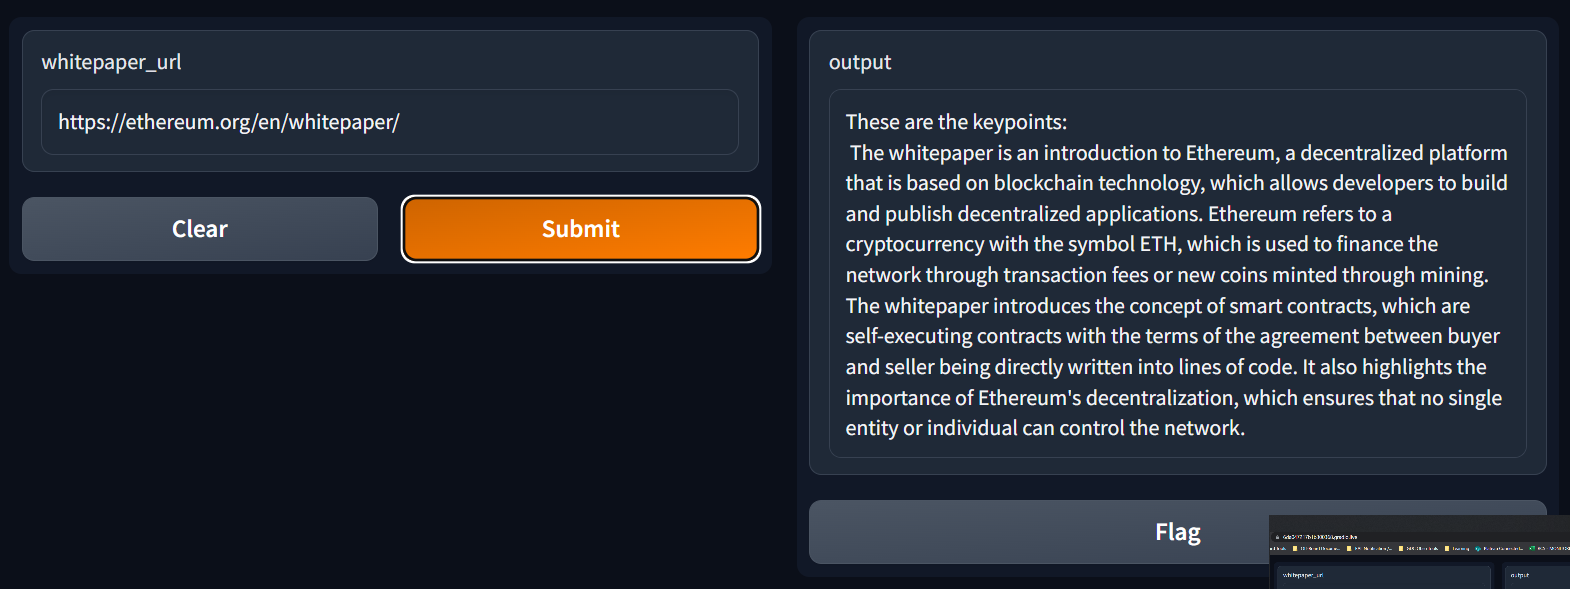 whitepaper_url
https://ethereum.org/en/whitepaper/
Clear
Submit
output
These are the keypoints:
The whitepaper is an introduction to Ethereum, a decentralized platform
that is based on blockchain technology, which allows developers to build
and publish decentralized applications. Ethereum refers to a
cryptocurrency with the symbol ETH, which is used to finance the
network through transaction fees or new coins minted through mining.
The whitepaper introduces the concept of smart contracts, which are
self-executing contracts with the terms of the agreement between buyer
and seller being directly written into lines of code. It also highlights the
importance of Ethereum's decentralization, which ensures that no single
entity or individual can control the network.
Flag
whitepaper_url
output